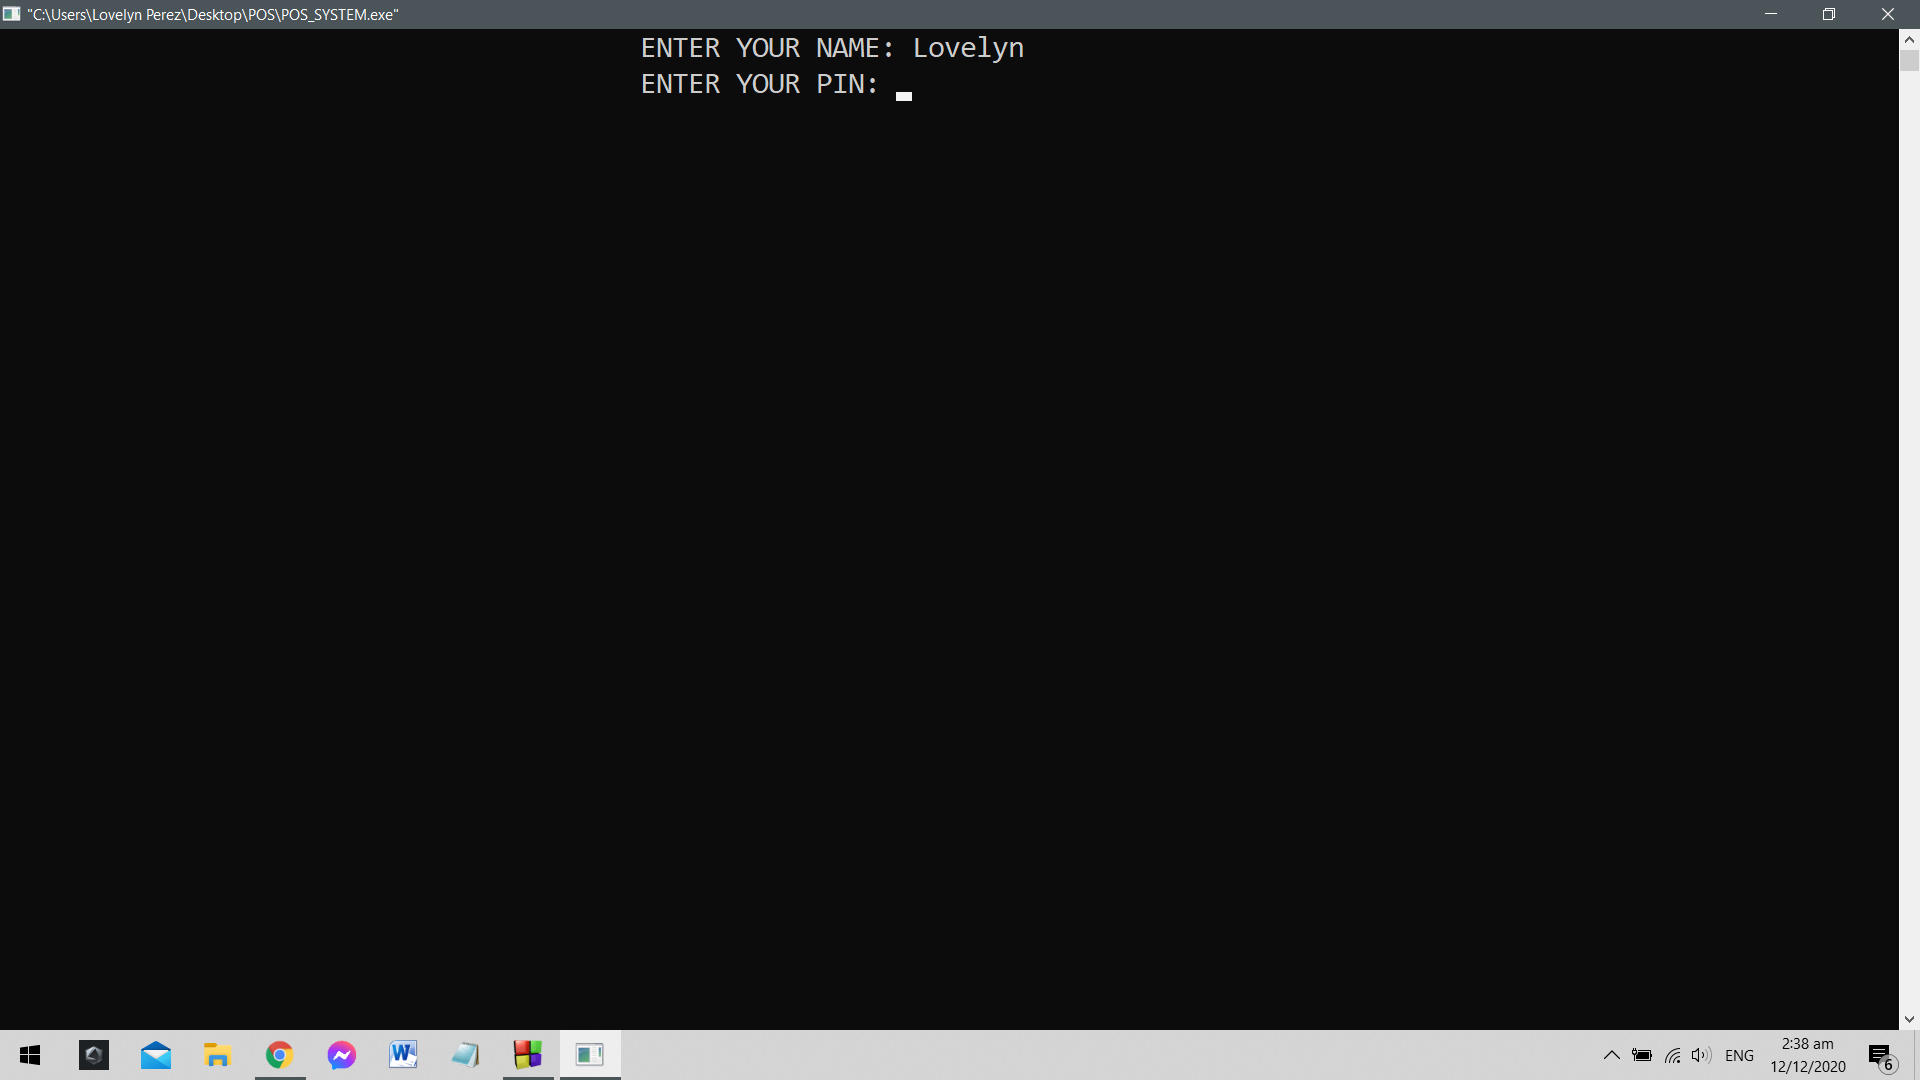 "C:\Users\Lovelyn Perez\Desktop\POS\POS_SYSTEM.exe"
ENTER YOUR NAME: Lovelyn
ENTER YOUR PIN:
ENG
2:38 am
12/12/2020
6